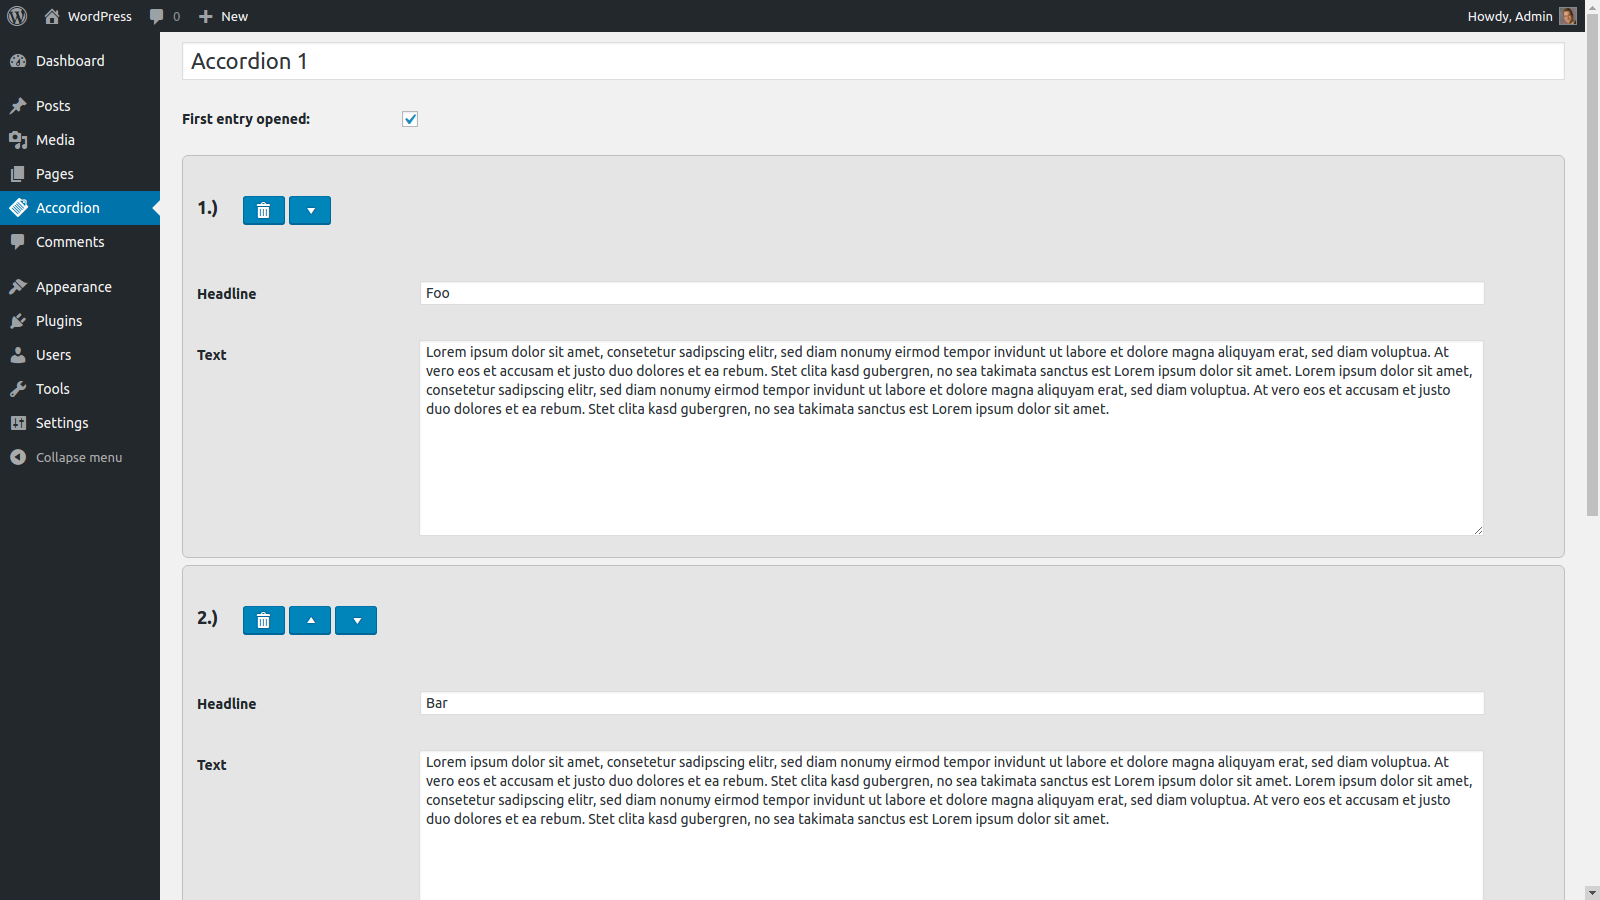 WordPress 0 New Howdy, Admin
Dashboard
Posts
Media
Pages
Accordion
Comments
Appearance
Plugins
Users
Tools
Settings
Collapse menu
Accordion 1
First entry opened:
1.)
Headline Foo
Text
Lorem ipsum dolor sit amet, consetetur sadipscing elitr, sed diam nonumy eirmod tempor invidunt ut labore et dolore magna aliquyam erat, sed diam voluptua. At
vero eos et accusam et justo duo dolores et ea rebum. Stet clita kasd gubergren, no sea takimata sanctus est Lorem ipsum dolor sit amet. Lorem ipsum dolor sit amet,
consetetur sadipscing elitr, sed diam nonumy eirmod tempor invidunt ut labore et dolore magna aliquyam erat, sed diam voluptua. At vero eos et accusam et justo
duo dolores et ea rebum. Stet clita kasd gubergren, no sea takimata sanctus est Lorem ipsum dolor sit amet.
2.)
Headline Bar
Text
Lorem ipsum dolor sit amet, consetetur sadipscing elitr, sed diam nonumy eirmod tempor invidunt ut labore et dolore magna aliquyam erat, sed diam voluptua. At
vero eos et accusam et justo duo dolores et ea rebum. Stet clita kasd gubergren, no sea takimata sanctus est Lorem ipsum dolor sit amet. Lorem ipsum dolor sit amet,
consetetur sadipscing elitr, sed diam nonumy eirmod tempor invidunt ut labore et dolore magna aliquyam erat, sed diam voluptua. At vero eos et accusam et justo
duo dolores et ea rebum. Stet clita kasd gubergren, no sea takimata sanctus est Lorem ipsum dolor sit amet.